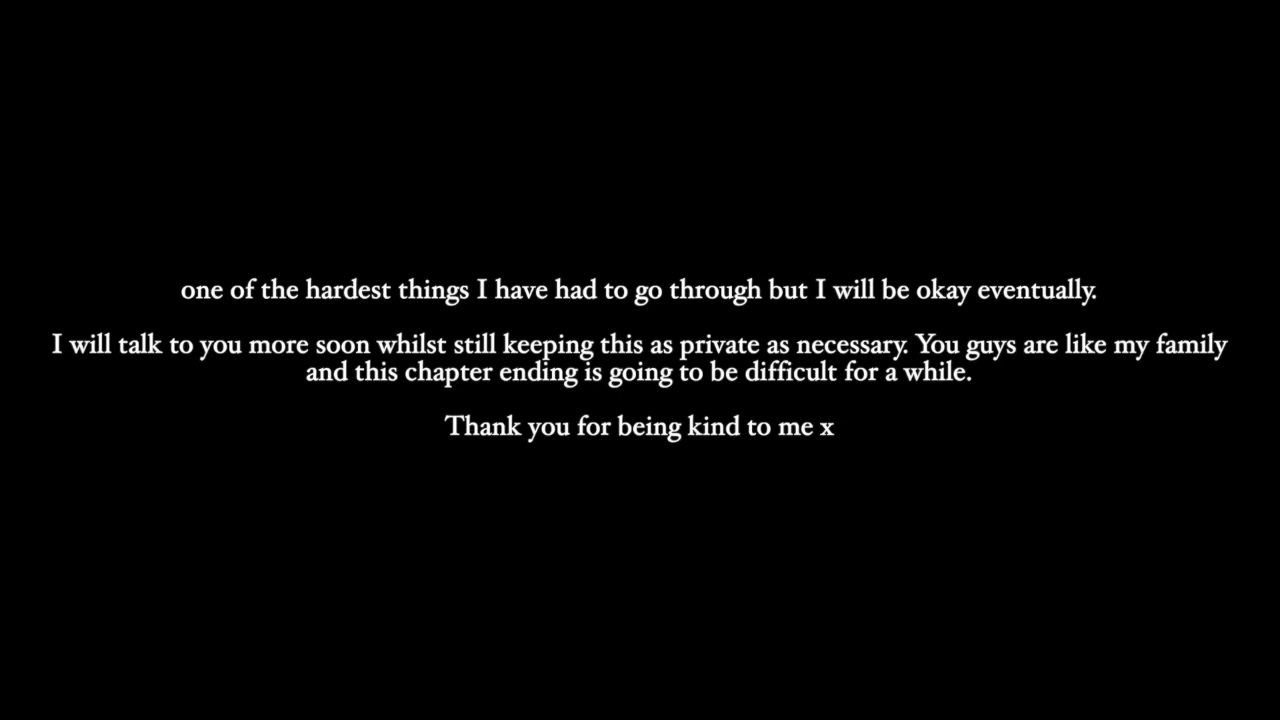 one of the hardest things I have had to go through but I will be okay eventually.
I will talk to you more soon whilst still keeping this as private as necessary. You guys are like my family
and this chapter ending is going to be difficult for a while.
Thank you for being kind to me x